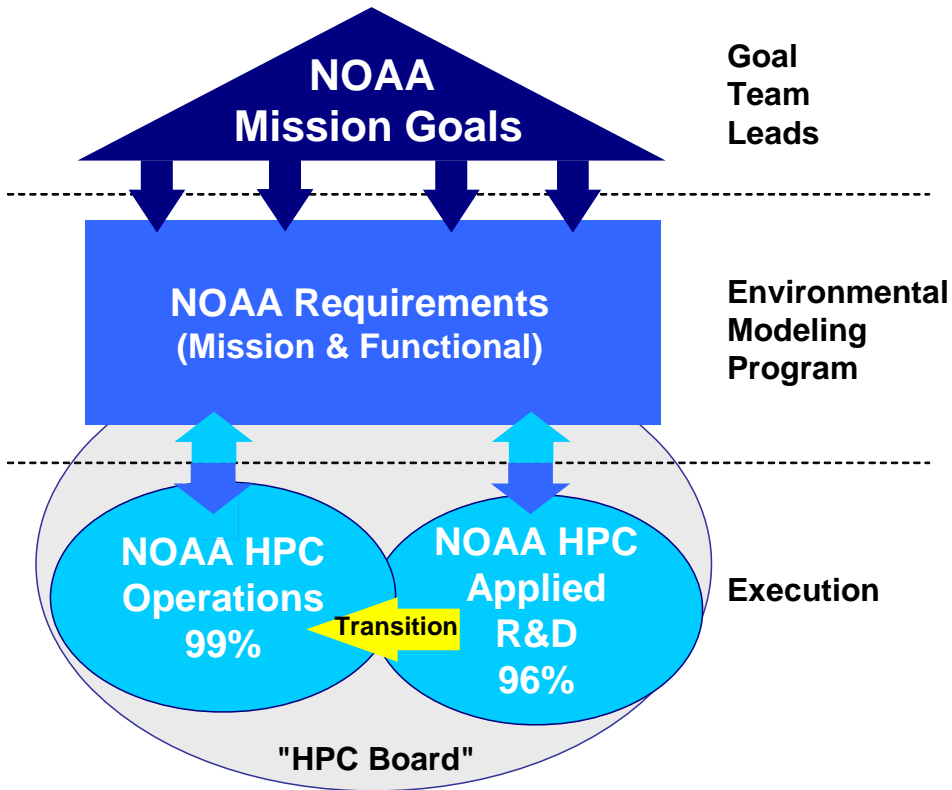 NOAA
Mission Goals
Goal
Team
Leads
NOAA Requirements
(Mission & Functional)
Environmental
Modeling
Program
NOAA HPC
Operations
99%
Transition
NOAA HPC
Applied
R&D
96%
Execution
"HPC Board"